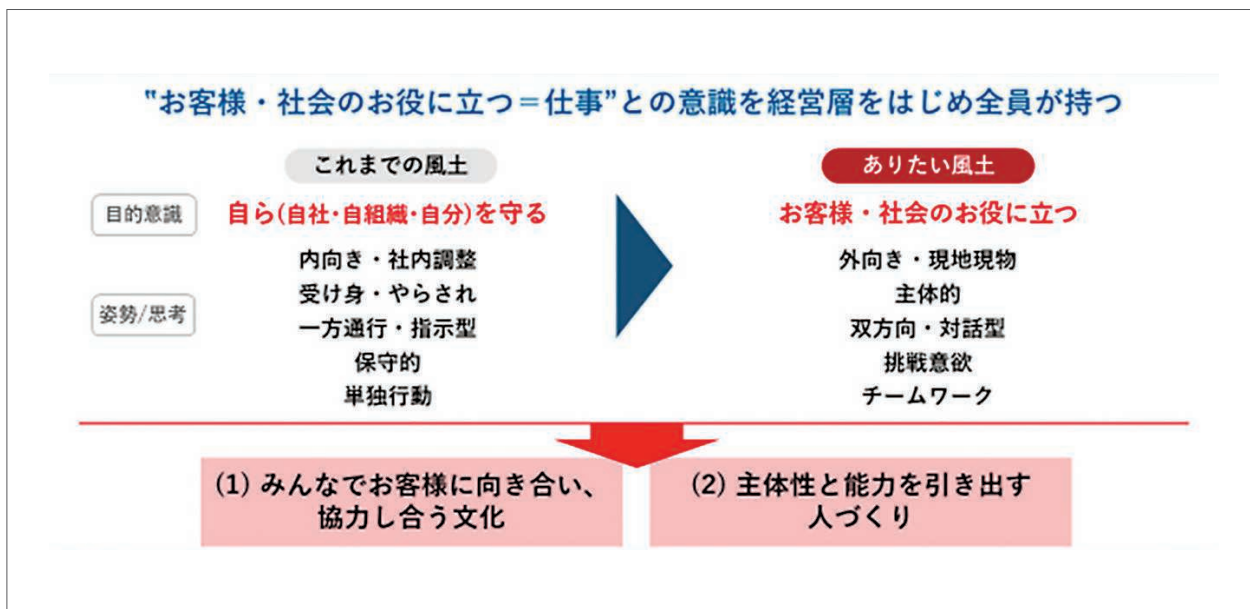 “お客様・社会のお役に立つ＝仕事”との意識を経営層をはじめ全員が持つ
これまでの風土
ありたい風土
目的意識
自ら(自社・自組織・自分)を守る
お客様・社会のお役に立つ
姿勢/思考
内向き・社内調整
受け身・やらされ
一方通行・指示型
保守的
単独行動
外向き・現地現物
主体的
双方向・対話型
挑戦意欲
チームワーク
(1) みんなでお客様に向き合い、
協力し合う文化
(2) 主体性と能力を引き出す
人づくり